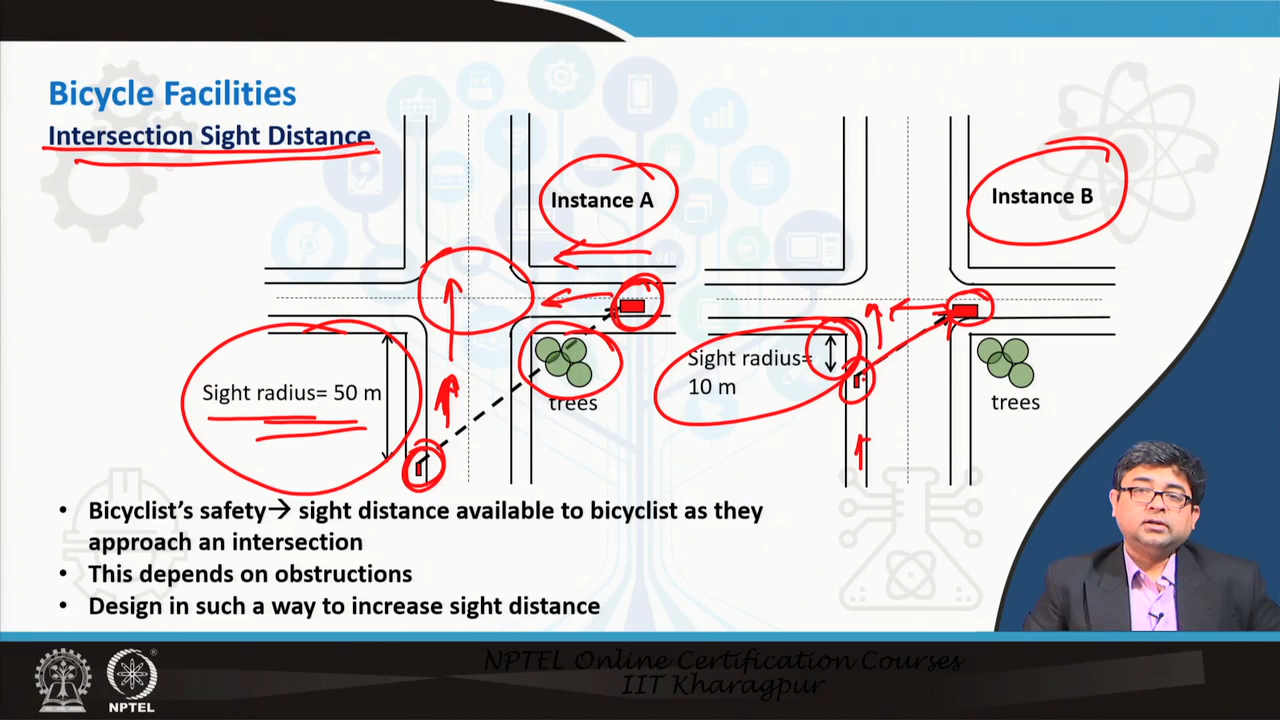 Bicycle Facilities
Intersection Sight Distance
Instance A
Instance B
Sight radius= 50 m
trees
Sight radius=
10 m
trees
• Bicyclist's safety→ sight distance available to bicyclist as they
approach an intersection
• This depends on obstructions
• Design in such a way to increase sight distance
NPTEL Online Certification Courses
IIT Kharagpur
NPTEL